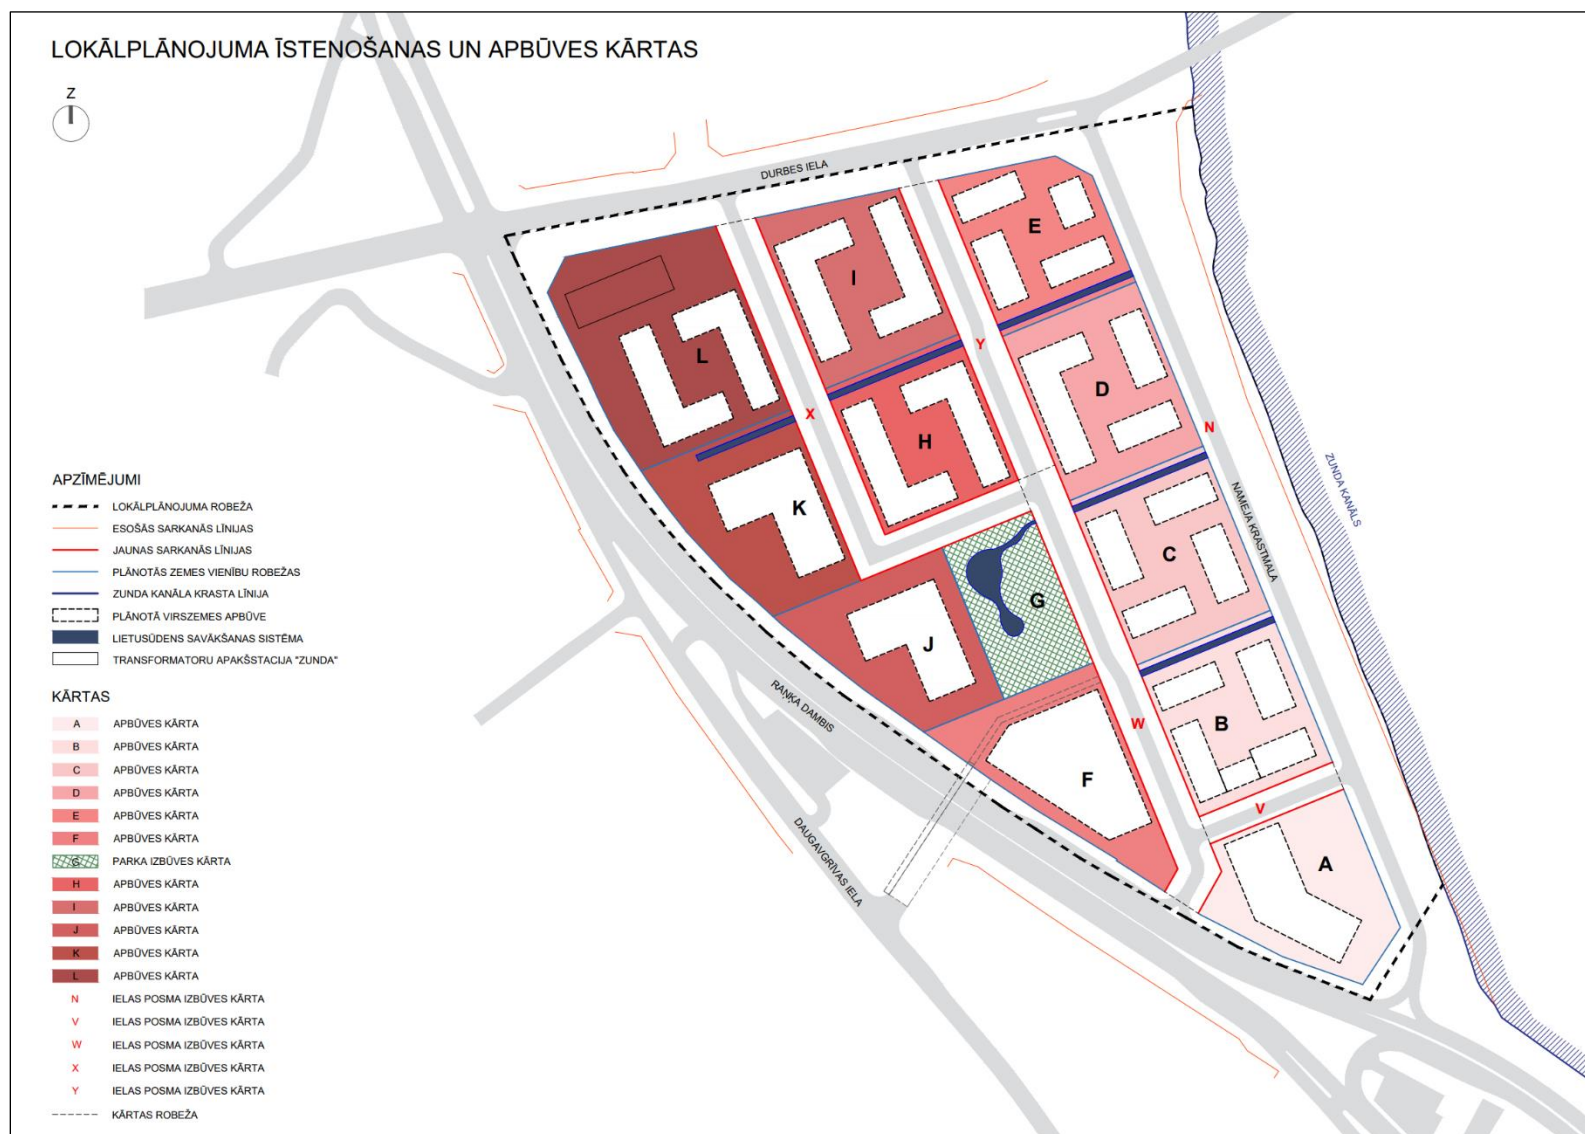 LOKĀLPLĀNOJUMA ĪSTENOŠANAS UN APBŪVES KĀRTAS
Z
DURBES IELA
E
I
L
Y
D
X
N
H
K
ZUNDA KANĀLS
NAMEJA KRASTMALA
C
G
J
RAŅĶA DAMBIS
W
B
F
V
DAUGAVGRĪVAS IELA
A
APZĪMĒJUMI
LOKĀLPLĀNOJUMA ROBEŽA
ESOŠĀS SARKANĀS LĪNIJAS
JAUNAS SARKANĀS LĪNIJAS
PLĀNOTĀS ZEMES VIENĪBU ROBEŽAS
ZUNDA KANĀLA KRASTA LĪNIJA
PLĀNOTĀ VIRSZEMES APBŪVE
LIETUSŪDENS SAVĀKŠANAS SISTĒMA
TRANSFORMATORU APAKŠSTACIJA "ZUNDA"
KĀRTAS
A APBŪVES KĀRTA
B APBŪVES KĀRTA
C APBŪVES KĀRTA
D APBŪVES KĀRTA
E APBŪVES KĀRTA
F APBŪVES KĀRTA
G PARKA IZBŪVES KĀRTA
H APBŪVES KĀRTA
I APBŪVES KĀRTA
J APBŪVES KĀRTA
K APBŪVES KĀRTA
L APBŪVES KĀRTA
N IELAS POSMA IZBŪVES KĀRTA
V IELAS POSMA IZBŪVES KĀRTA
W IELAS POSMA IZBŪVES KĀRTA
X IELAS POSMA IZBŪVES KĀRTA
Y IELAS POSMA IZBŪVES KĀRTA
KĀRTAS ROBEŽA